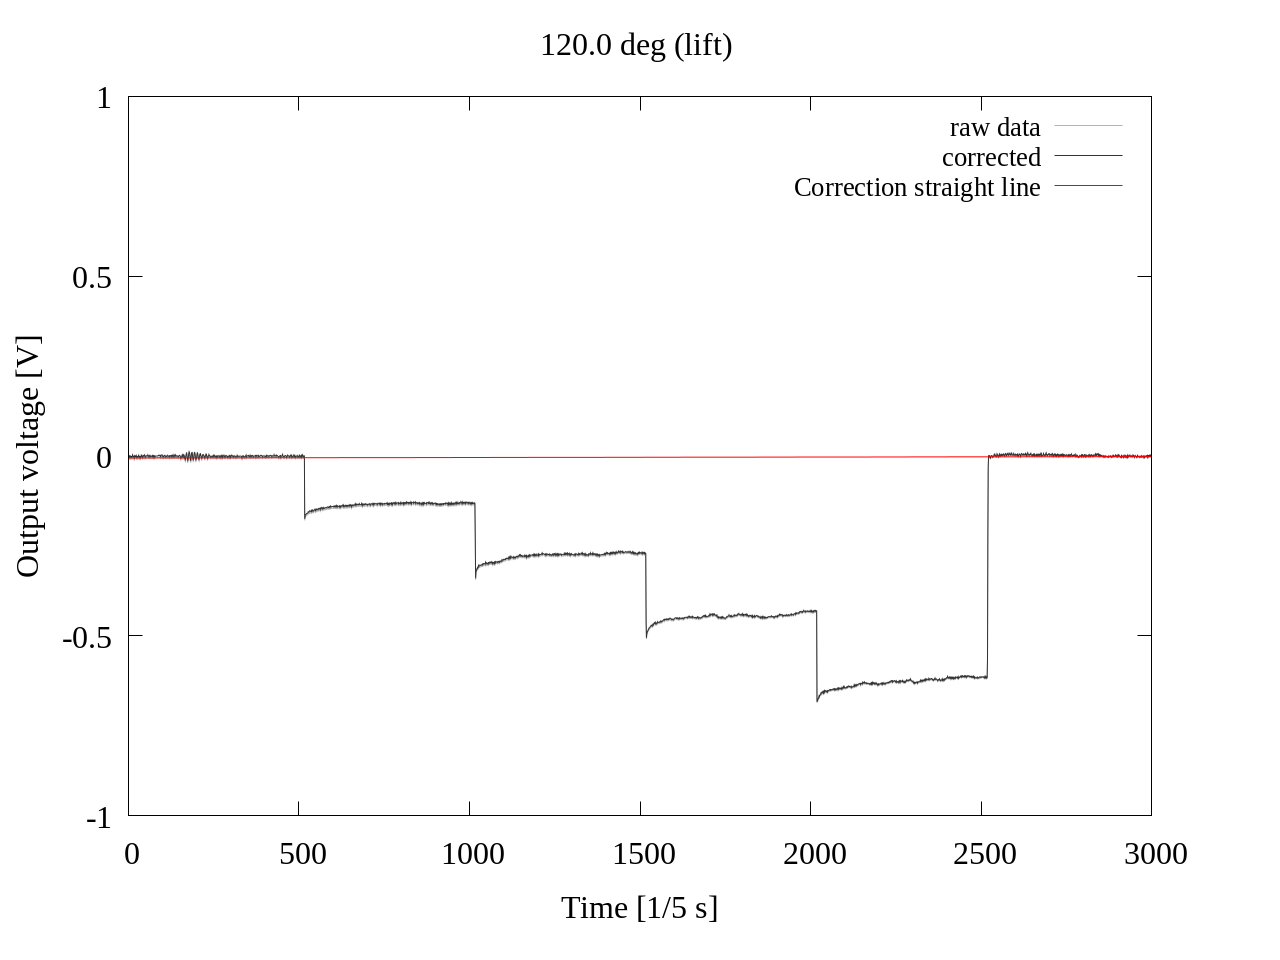 120.0 deg (lift)
raw data
corrected
Correction straight line
1
0.5
0
-0.5
-1
Output voltage [V]
0 500 1000 1500 2000 2500 3000
Time [1/5 s]